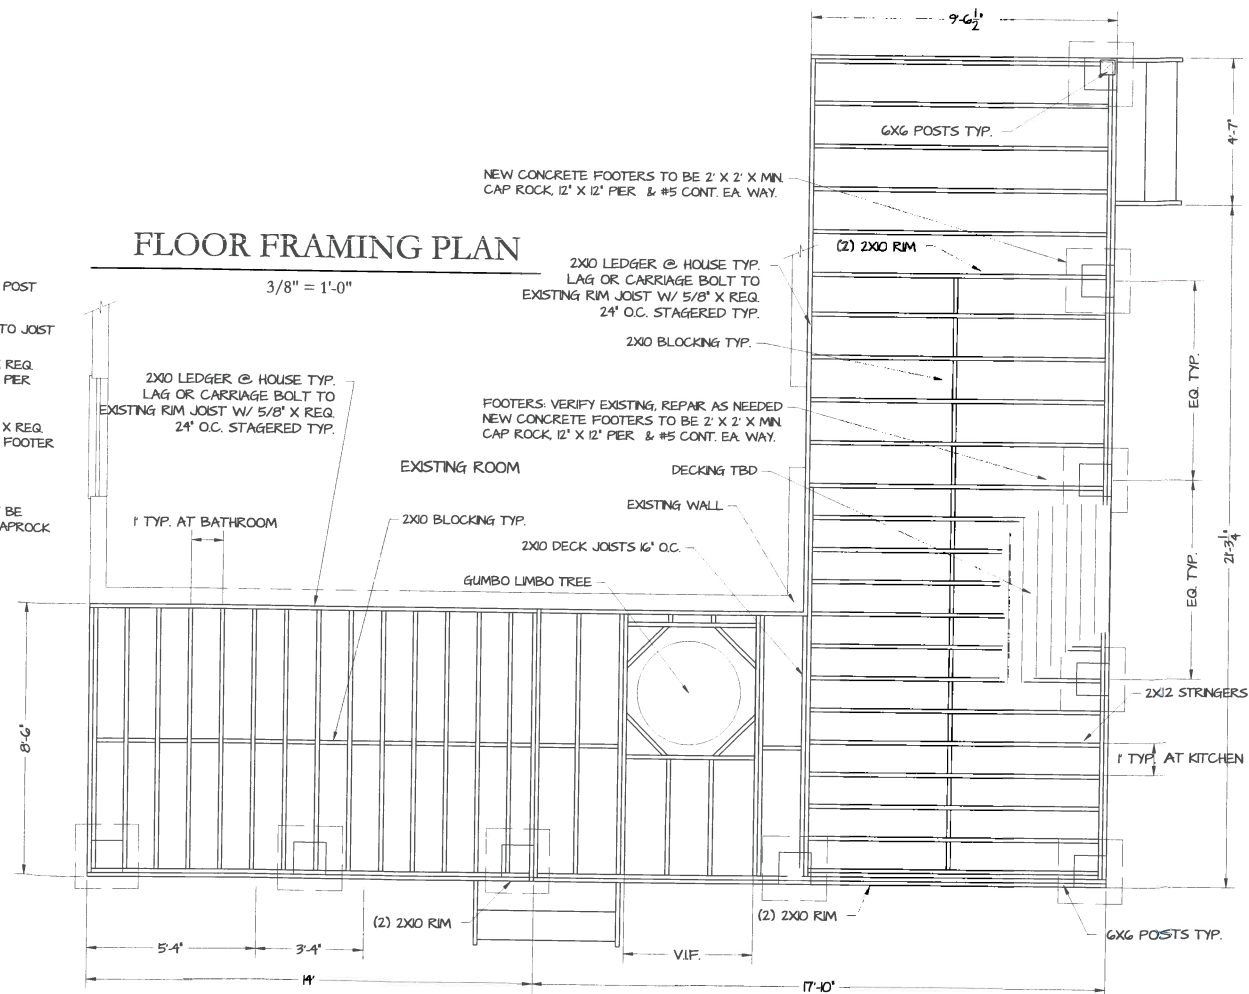 9'-6 1/2"
6X6 POSTS TYP.
4'-7"
NEW CONCRETE FOOTERS TO BE 2' X 2' X MIN.
CAP ROCK, 12" X 12" PIER & #5 CONT. EA. WAY.
FLOOR FRAMING PLAN
3/8" = 1'-0"
(2) 2X10 RIM
2X10 LEDGER @ HOUSE TYP.
LAG OR CARRIAGE BOLT TO
EXISTING RIM JOIST W/ 5/8" X REQ.
24" O.C. STAGERED TYP.
POST
TO JOIST
REQ.
PER
X REQ.
FOOTER
BE
APROCK
2X10 BLOCKING TYP.
EQ. TYP.
2X10 LEDGER @ HOUSE TYP.
LAG OR CARRIAGE BOLT TO
EXISTING RIM JOIST W/ 5/8" X REQ.
24" O.C. STAGERED TYP.
FOOTERS: VERIFY EXISTING, REPAIR AS NEEDED
NEW CONCRETE FOOTERS TO BE 2' X 2' X MIN.
CAP ROCK, 12" X 12" PIER & #5 CONT. EA. WAY.
EXISTING ROOM
DECKING TBD
EXISTING WALL
1' TYP. AT BATHROOM
2X10 BLOCKING TYP.
2X10 DECK JOISTS 16" O.C.
GUMBO LIMBO TREE
21'-3 1/4"
EQ. TYP.
8'-6"
2X12 STRINGERS
1' TYP. AT KITCHEN
(2) 2X10 RIM
(2) 2X10 RIM
6X6 POSTS TYP.
5'-4"
3'-4"
V.I.F.
14'
17'-10"